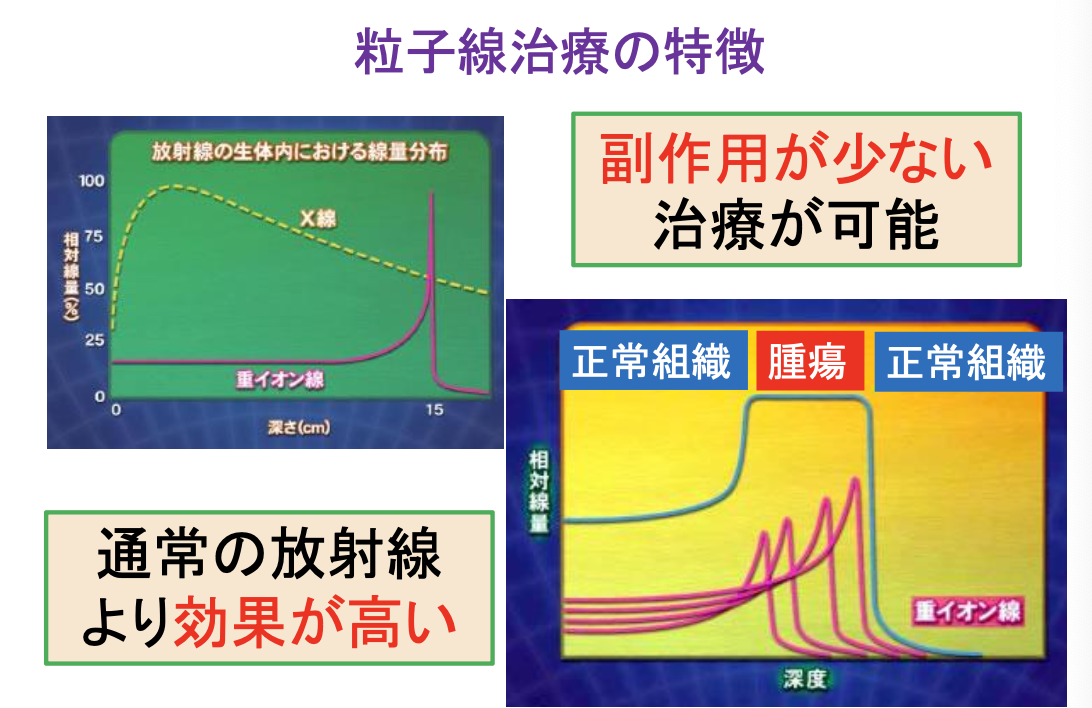 粒子線治療の特徴
放射線の生体内における線量分布
100
75
50
25
0
相対線量(%)
X線
重イオン線
0
15
深さ(cm)
副作用が少ない
治療が可能
正常組織
腫瘍
正常組織
相対線量
重イオン線
深度
通常の放射線
より効果が高い